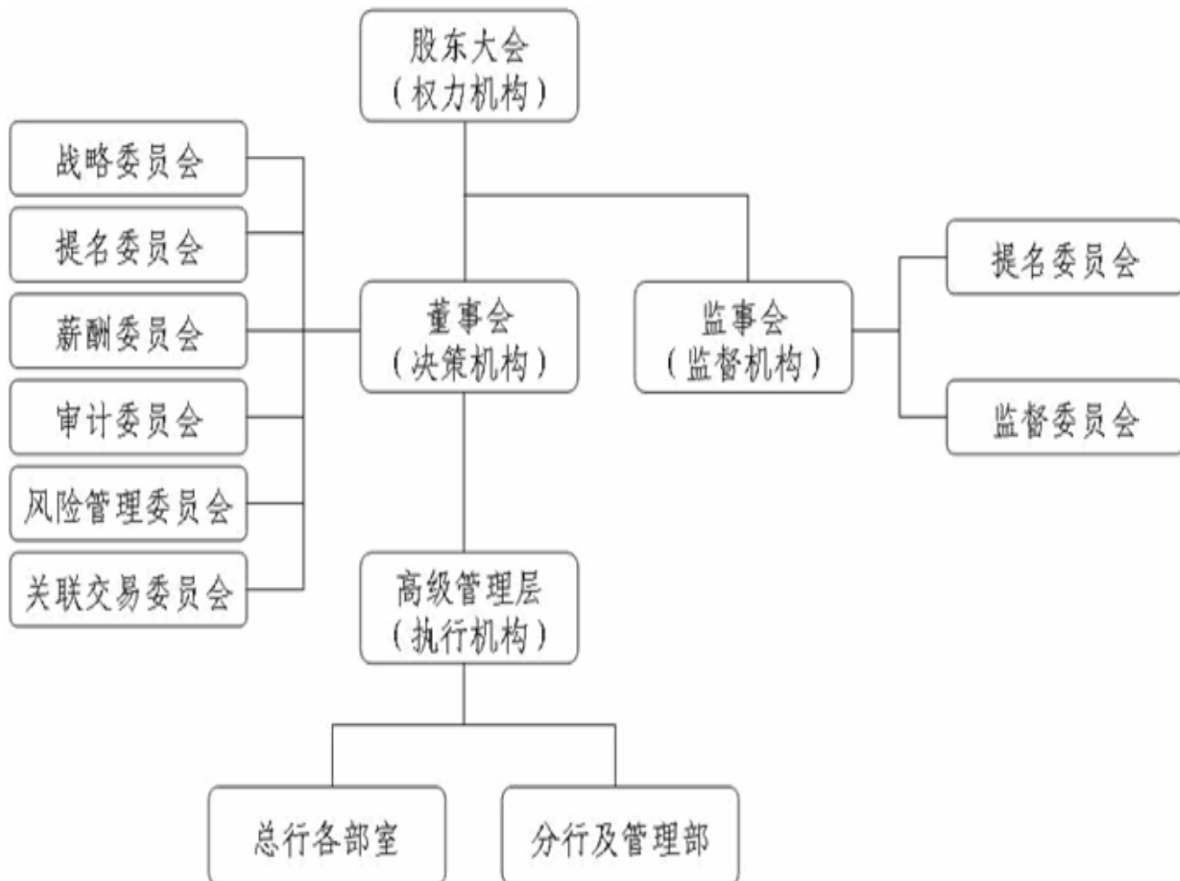 股东大会
（权力机构）
战略委员会
提名委员会
薪酬委员会
审计委员会
风险管理委员会
关联交易委员会
董事会
（决策机构）
监事会
（监督机构）
提名委员会
监督委员会
高级管理层
（执行机构）
总行各部室
分行及管理部